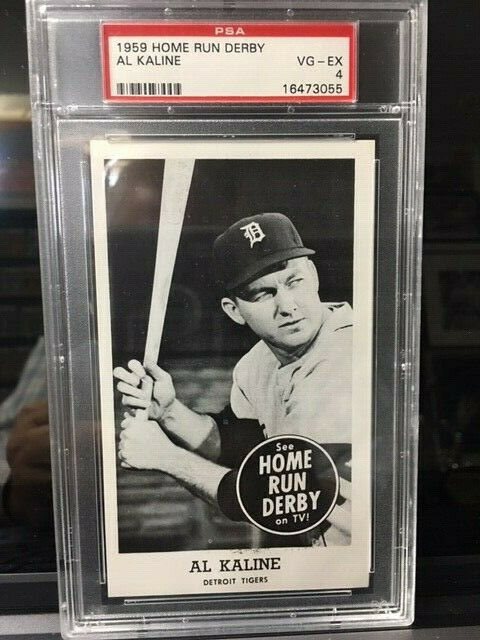 PSA
1959 HOME RUN DERBY
AL KALINE VG-EX
4
16473055
D
See
HOME
RUN
DERBY
on TV!
AL KALINE
DETROIT TIGERS